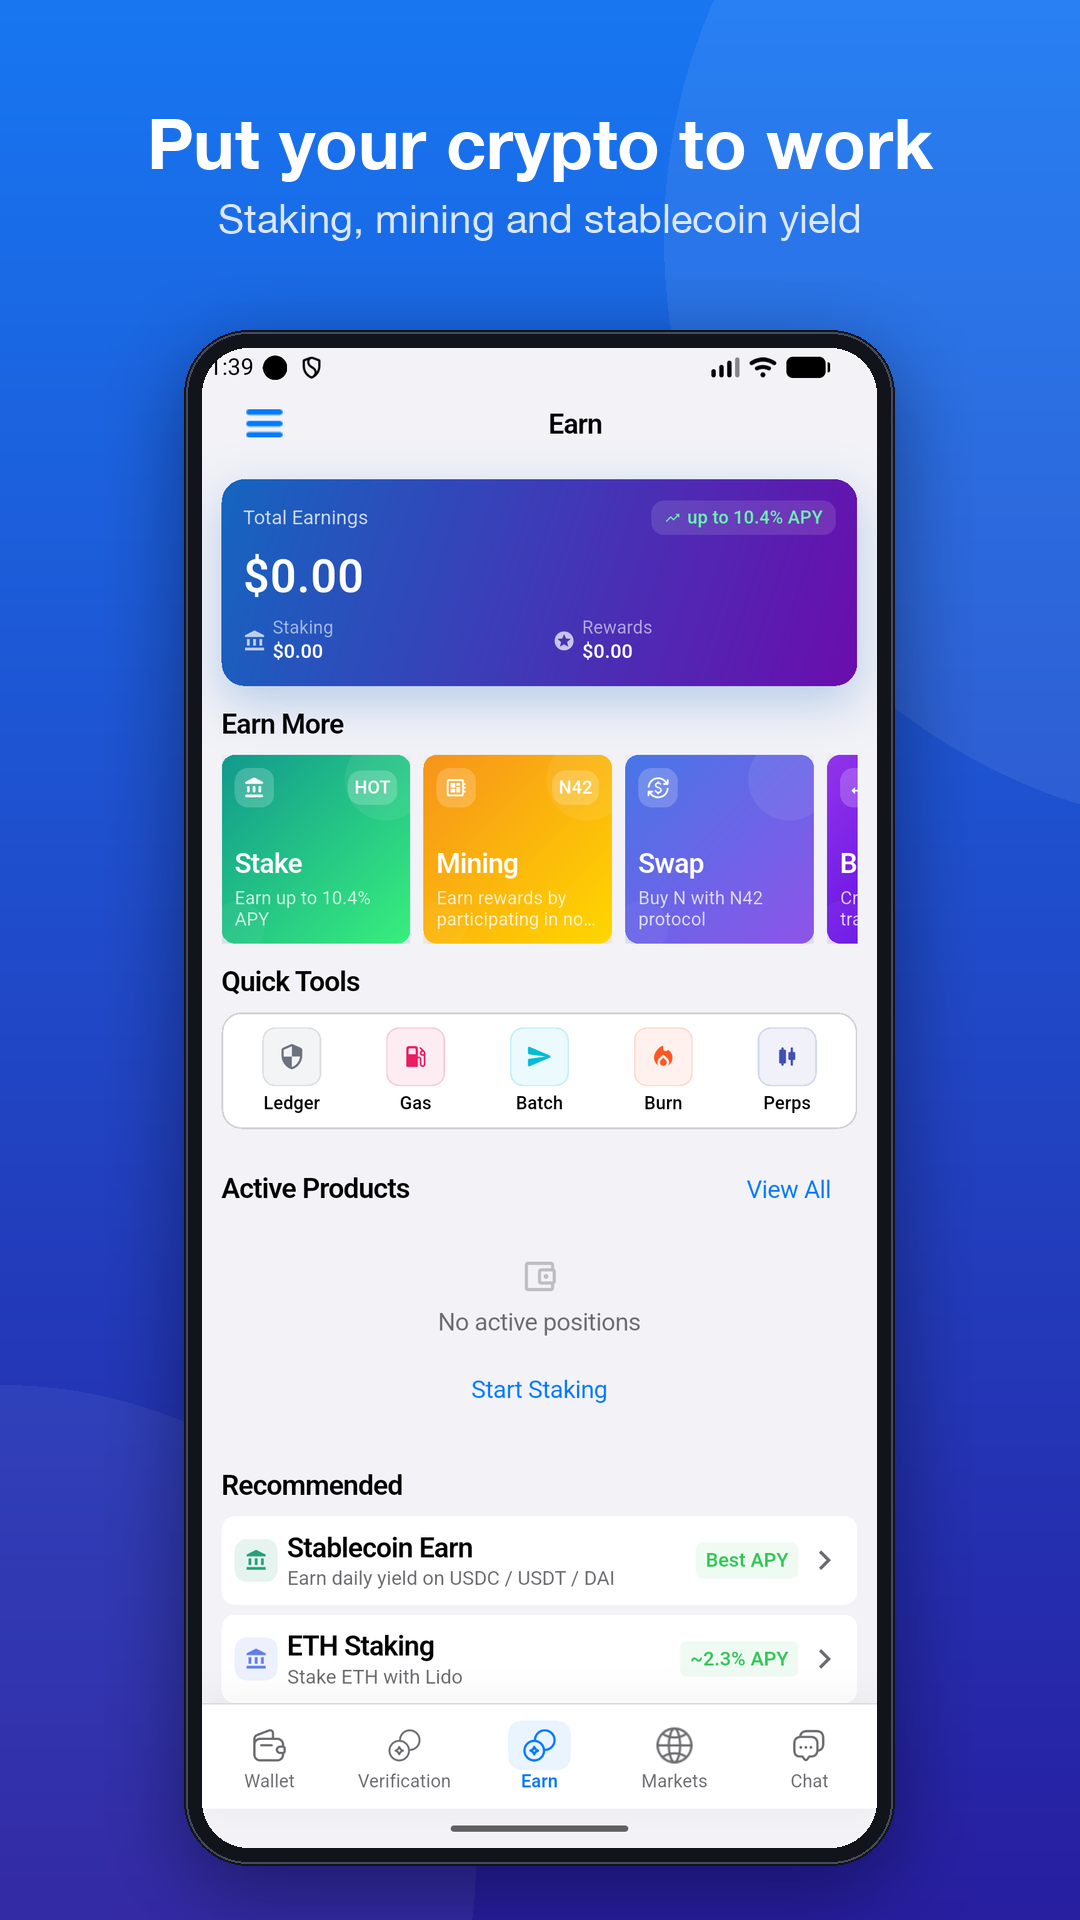 Put your crypto to work
Staking, mining and stablecoin yield
1:39
Earn
Total Earnings
up to 10.4% APY
$0.00
Staking
$0.00
Rewards
$0.00
Earn More
HOT
Stake
Earn up to 10.4%
APY
N42
Mining
Earn rewards by
participating in no...
Swap
Buy N with N42
protocol
B
Cr
tra
Quick Tools
Ledger
Gas
Batch
Burn
Perps
Active Products
View All
No active positions
Start Staking
Recommended
Stablecoin Earn
Earn daily yield on USDC / USDT / DAI
Best APY
ETH Staking
Stake ETH with Lido
~2.3% APY
Wallet
Verification
Earn
Markets
Chat